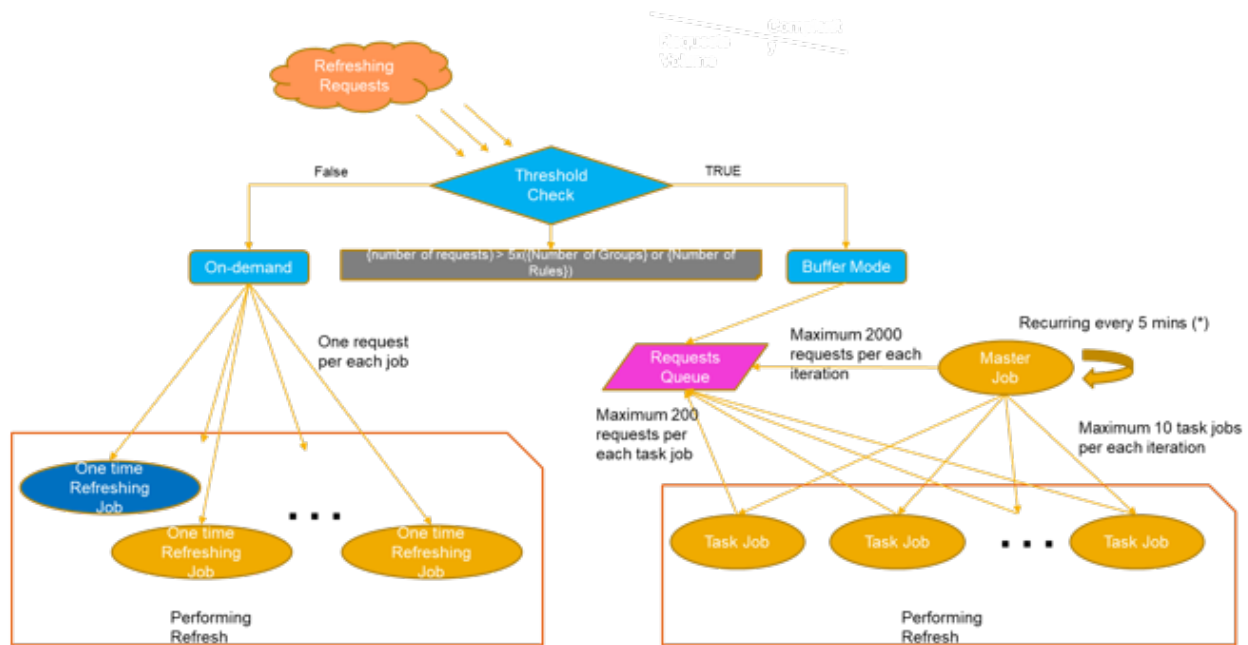 Refreshing
Requests
False
Threshold
Check
TRUE
On-demand
{number of requests) > 5x({Number of Groups} or {Number of
Rules})
Buffer Mode
One request
per each job
Requests
Queue
Maximum 2000
requests per each
iteration
Recurring every 5 mins (*)
Master
Job
Maximum 200
requests per
each task job
Maximum 10 task jobs
per each iteration
One time
Refreshing
Job
One time
Refreshing
Job
One time
Refreshing
Job
Task Job
Task Job
Task Job
Performing
Refresh
Performing
Refresh